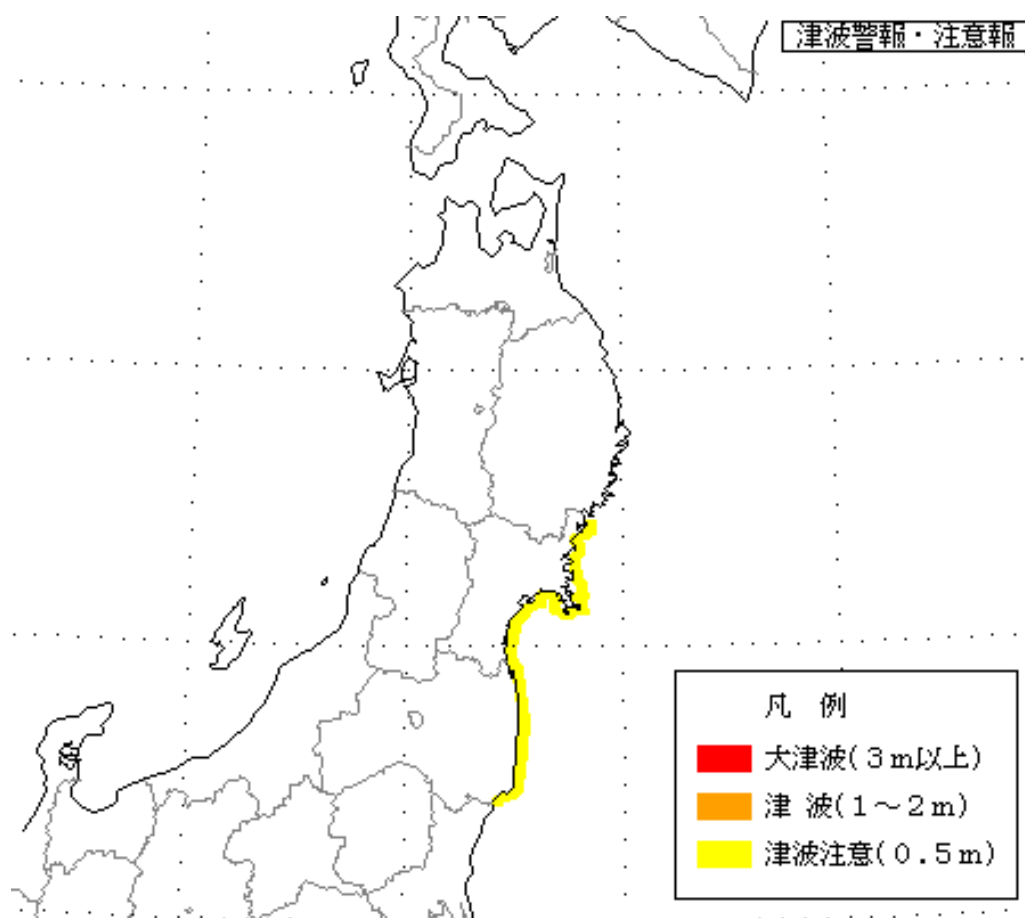 津波警報・注意報
凡 例
大津波(３ｍ以上)
津 波(１～２ｍ)
津波注意(０.５ｍ)